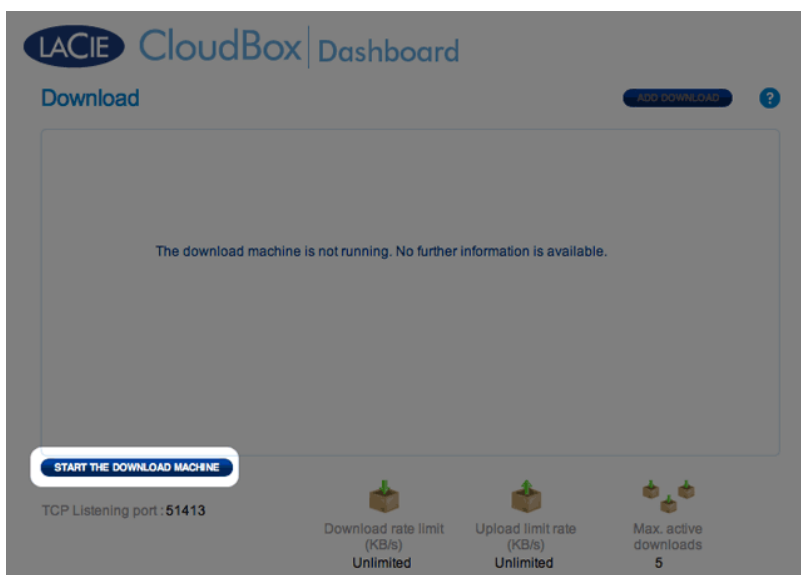 LACIE CloudBox Dashboard
Download
ADD DOWNLOAD
?
The download machine is not running. No further information is available.
START THE DOWNLOAD MACHINE
TCP Listening port : 51413
Download rate limit
(KB/s)
Unlimited
Upload limit rate
(KB/s)
Unlimited
Max. active
downloads
5